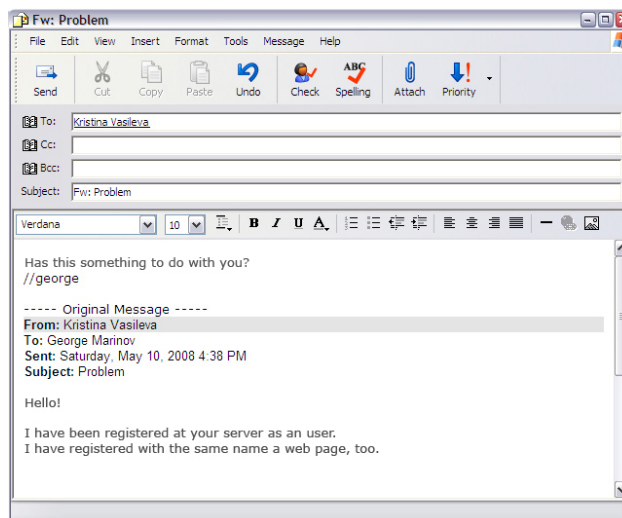 Fw: Problem
File Edit View Insert Format Tools Message Help
ABC
Send Cut Copy Paste Undo Check Spelling Attach Priority
To: Kristina Vasileva
Cc:
Bcc:
Subject: Fw: Problem
Verdana 10 B I U A
Has this something to do with you?
//george
----- Original Message -----
From: Kristina Vasileva
To: George Marinov
Sent: Saturday, May 10, 2008 4:38 PM
Subject: Problem
Hello!
I have been registered at your server as an user.
I have registered with the same name a web page, too.